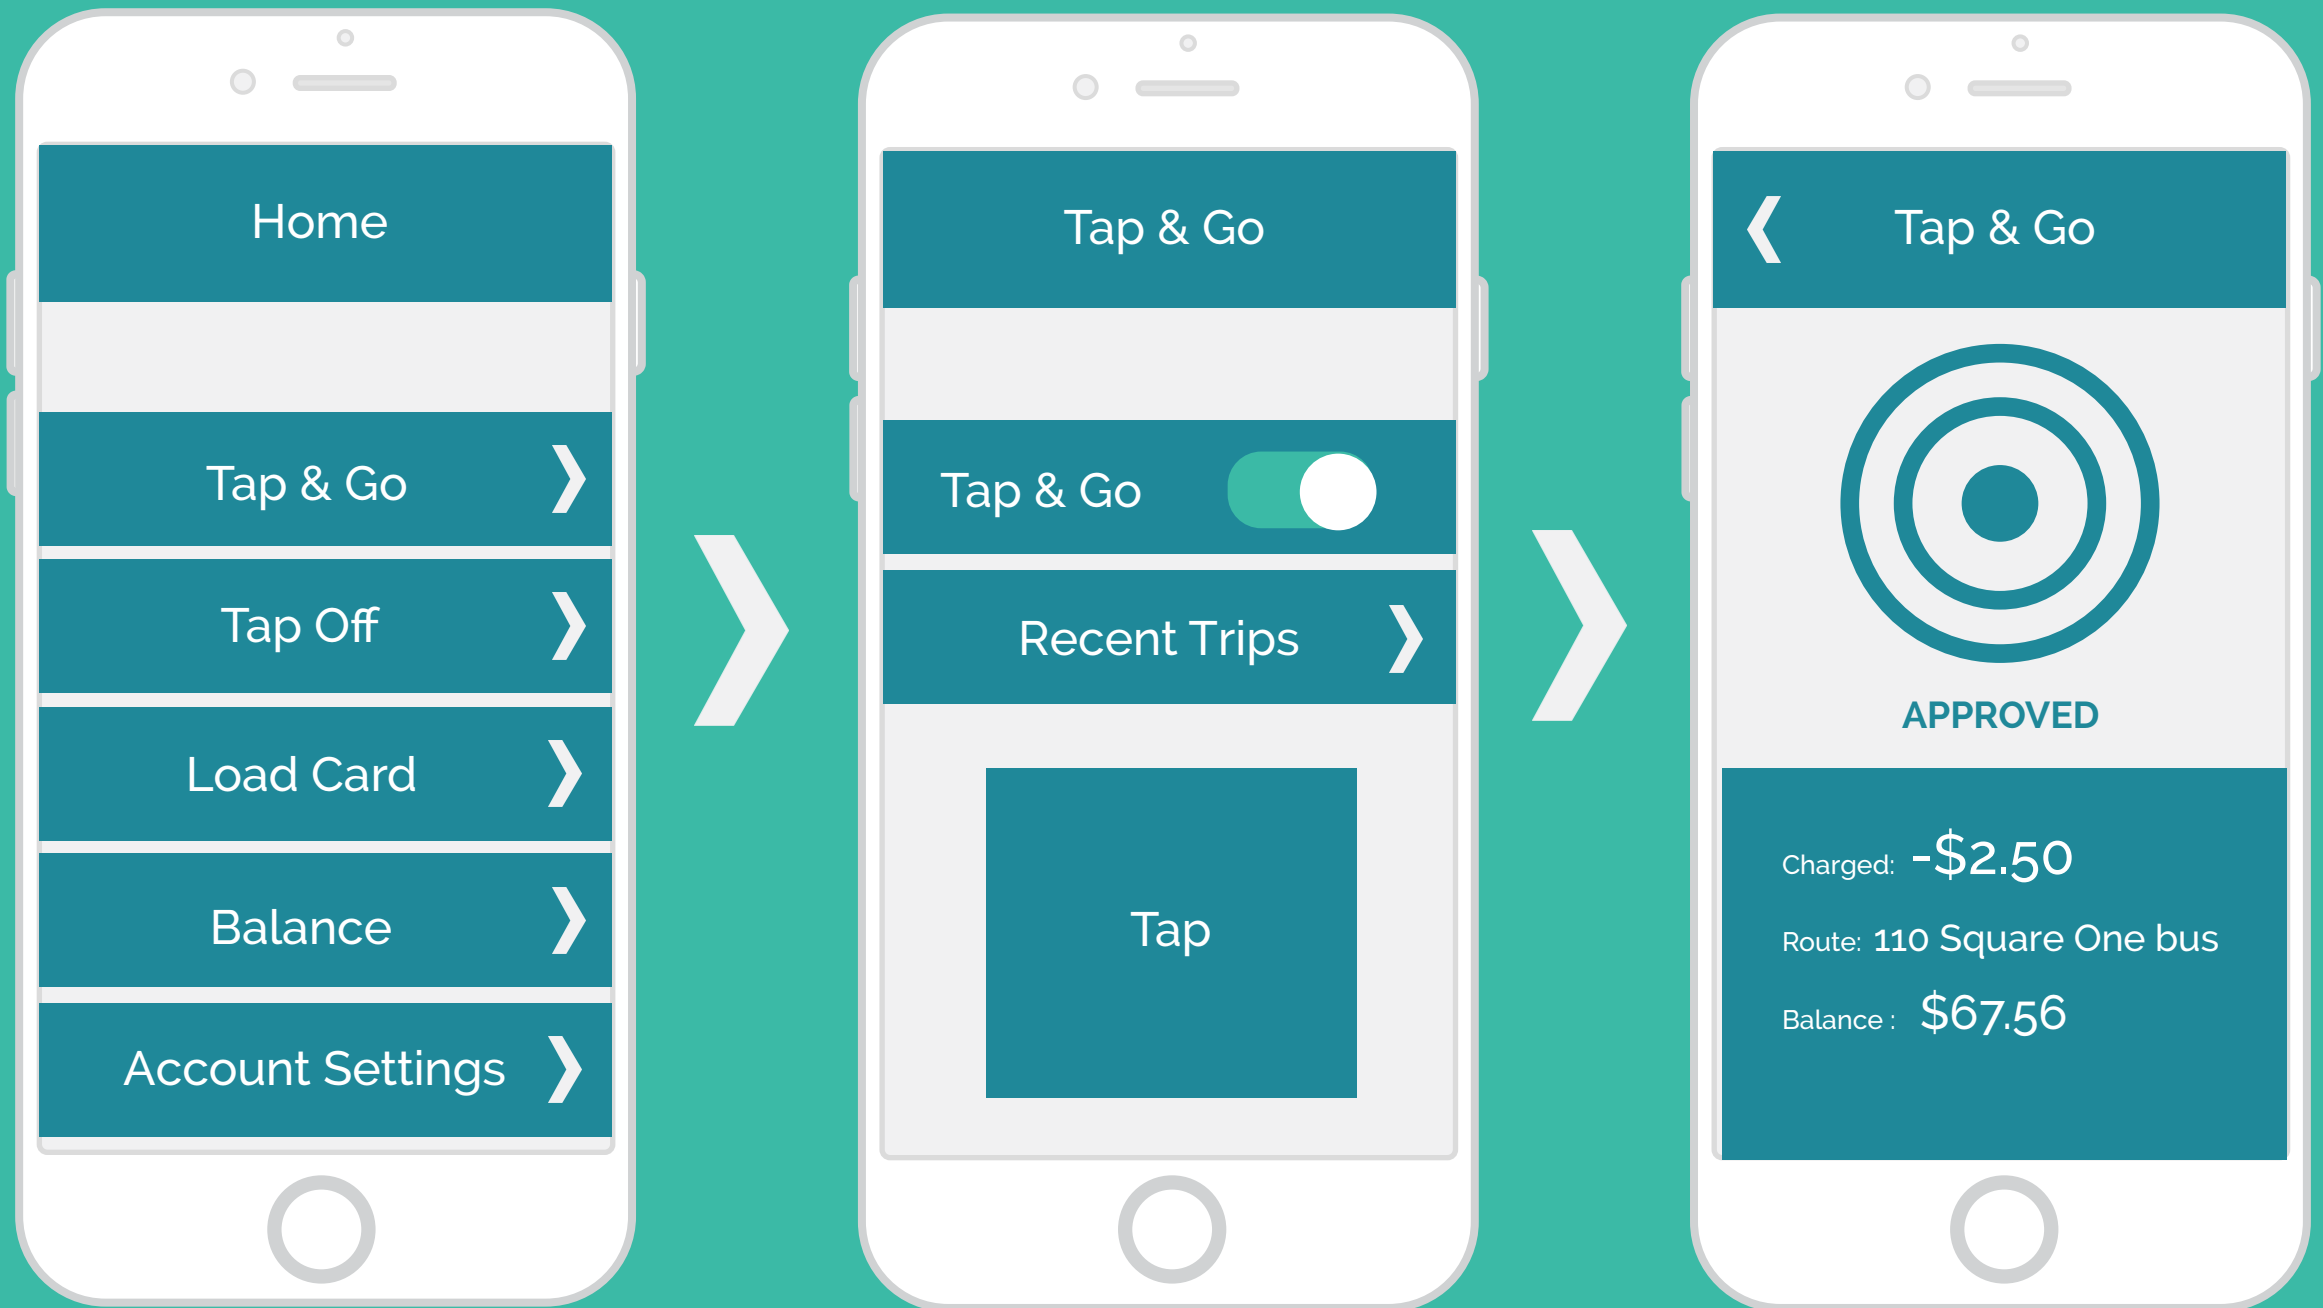 Home
Tap & Go
Tap Off
Load Card
Balance
Account Settings
Tap & Go
Tap & Go
Recent Trips
Tap
Tap & Go
APPROVED
Charged: -$2.50
Route: 110 Square One bus
Balance : $67.56